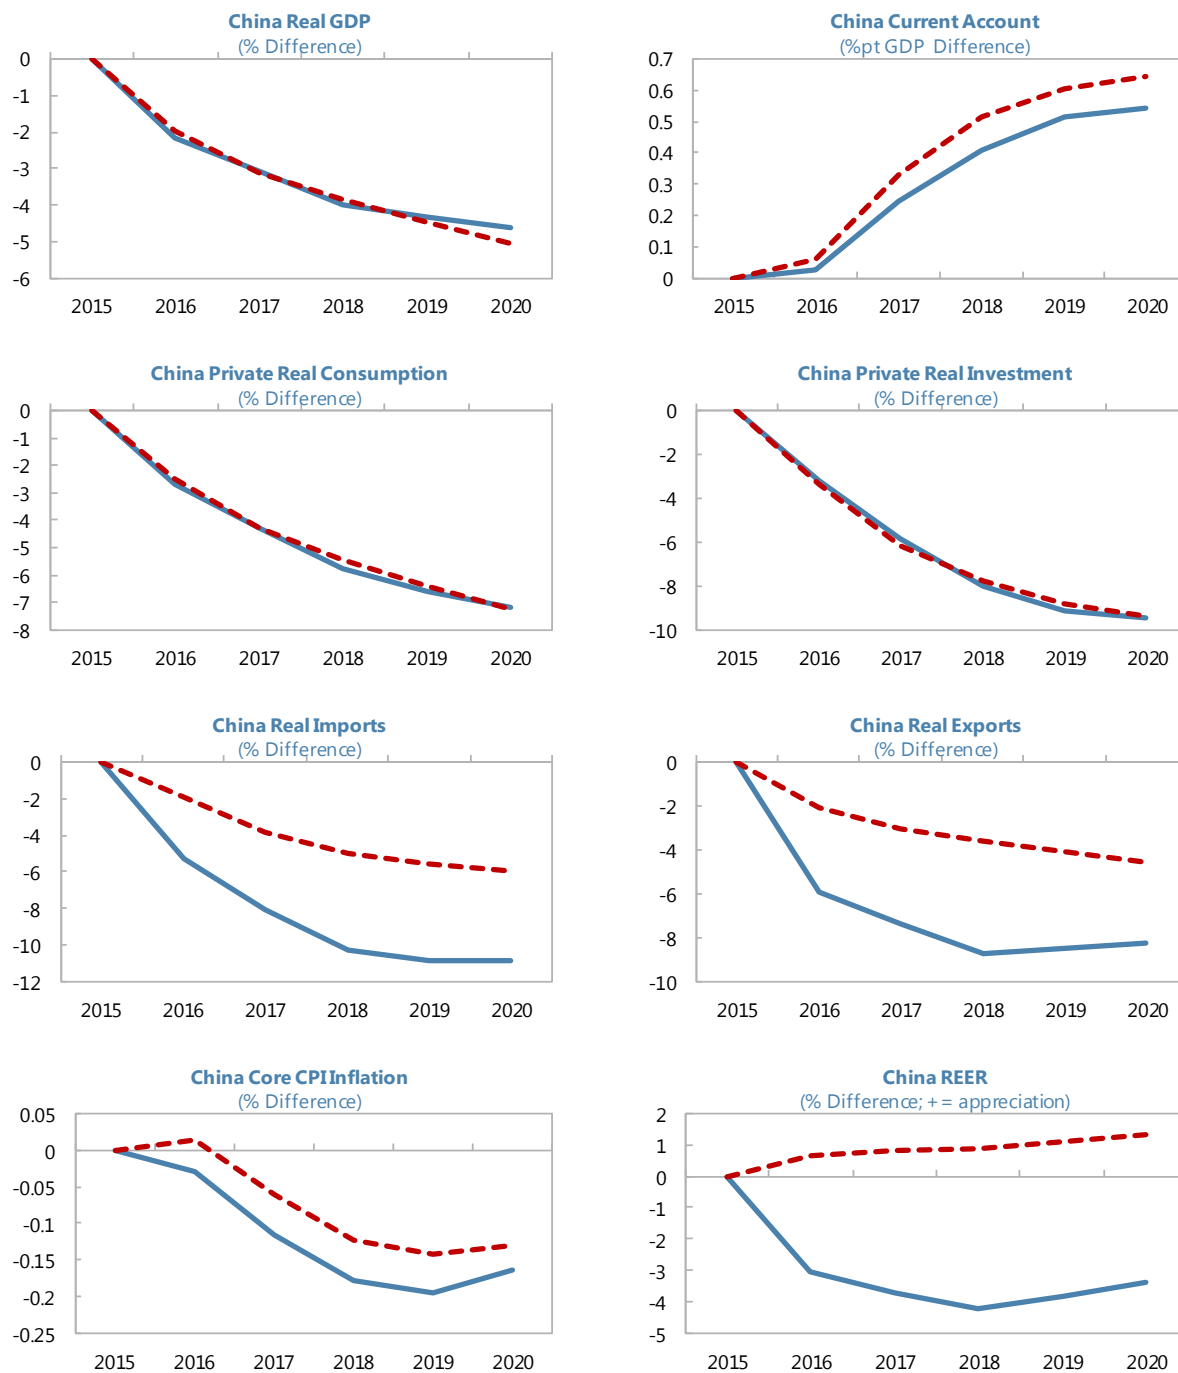 China Real GDP
(% Difference)
0
-1
-2
-3
-4
-5
-6
2015 2016 2017 2018 2019 2020
China Current Account
(%pt GDP Difference)
0.7
0.6
0.5
0.4
0.3
0.2
0.1
0
2015 2016 2017 2018 2019 2020
China Private Real Consumption
(% Difference)
0
-1
-2
-3
-4
-5
-6
-7
-8
2015 2016 2017 2018 2019 2020
China Private Real Investment
(% Difference)
0
-2
-4
-6
-8
-10
2015 2016 2017 2018 2019 2020
China Real Imports
(% Difference)
0
-2
-4
-6
-8
-10
-12
2015 2016 2017 2018 2019 2020
China Real Exports
(% Difference)
0
-2
-4
-6
-8
-10
2015 2016 2017 2018 2019 2020
China Core CPI Inflation
(% Difference)
0.05
0
-0.05
-0.1
-0.15
-0.2
-0.25
2015 2016 2017 2018 2019 2020
China REER
(% Difference; + = appreciation)
2
1
0
-1
-2
-3
-4
-5
2015 2016 2017 2018 2019 2020